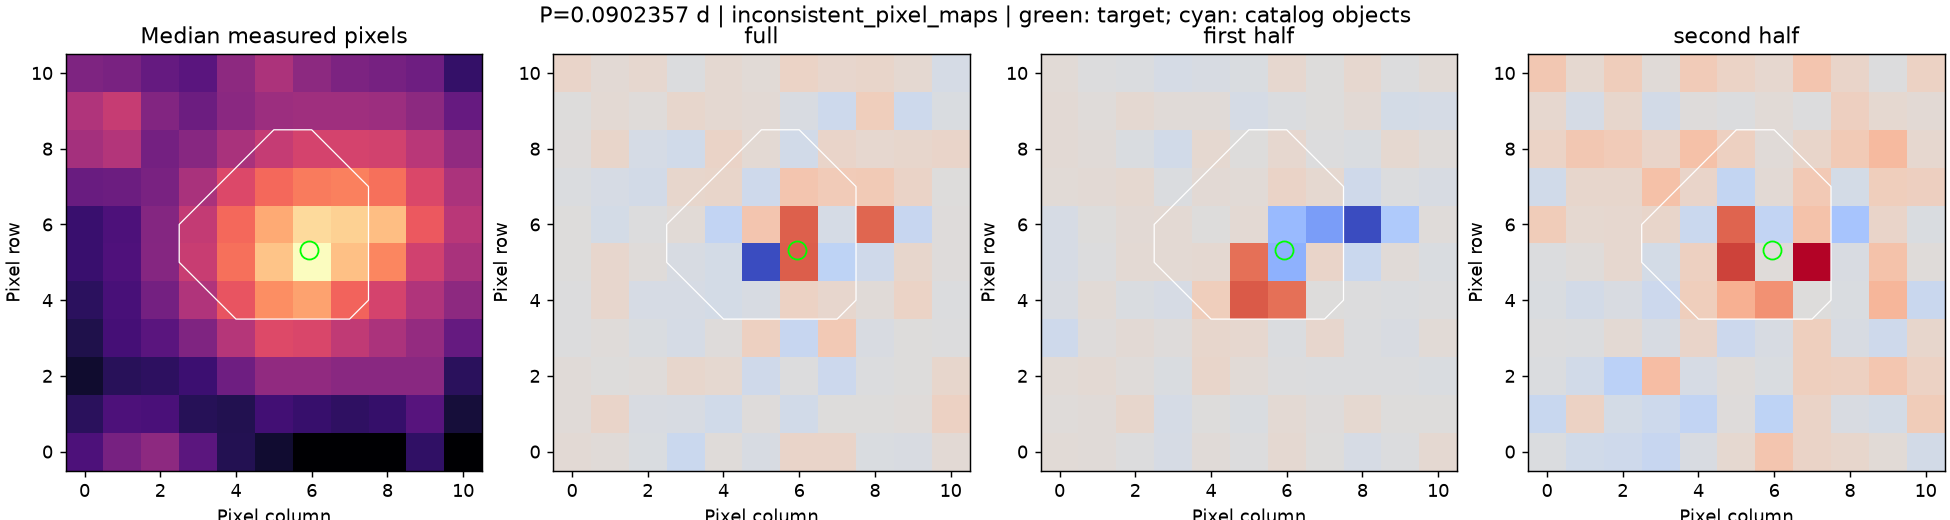 P=0.0902357 d | inconsistent_pixel_maps | green: target; cyan: catalog objects
Median measured pixels
full
first half
second half
Pixel row
10
8
6
4
2
0
0 2 4 6 8 10
Pixel column
Pixel row
10
8
6
4
2
0
0 2 4 6 8 10
Pixel column
Pixel row
10
8
6
4
2
0
0 2 4 6 8 10
Pixel column
Pixel row
10
8
6
4
2
0
0 2 4 6 8 10
Pixel column